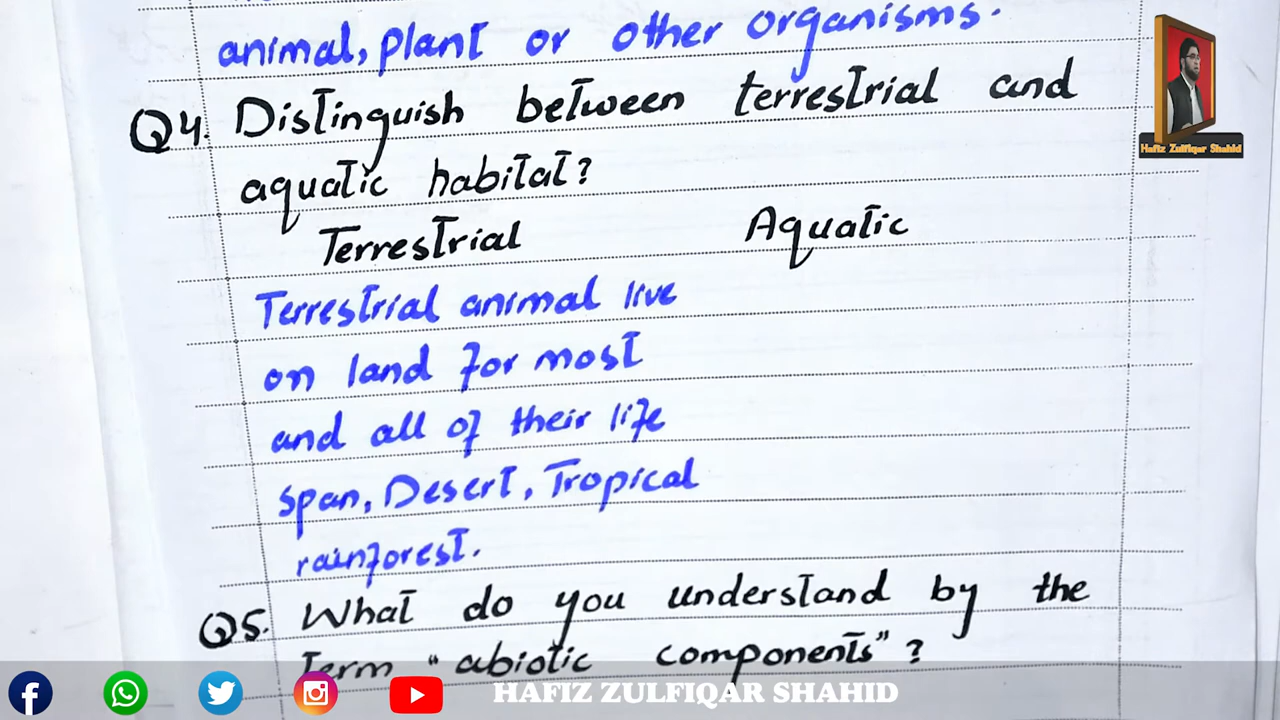 animal, plant or other organisms.
Hafiz Zulfiqar Shahid
Q4. Distinguish between terrestrial and
aquatic habitat?
Terrestrial Aquatic
Terrestrial animal live
on land for most
and all of their life
span, Desert, Tropical
rainforest.
Q5. What do you understand by the
term "abiotic components"?
HAFIZ ZULFIQAR SHAHID